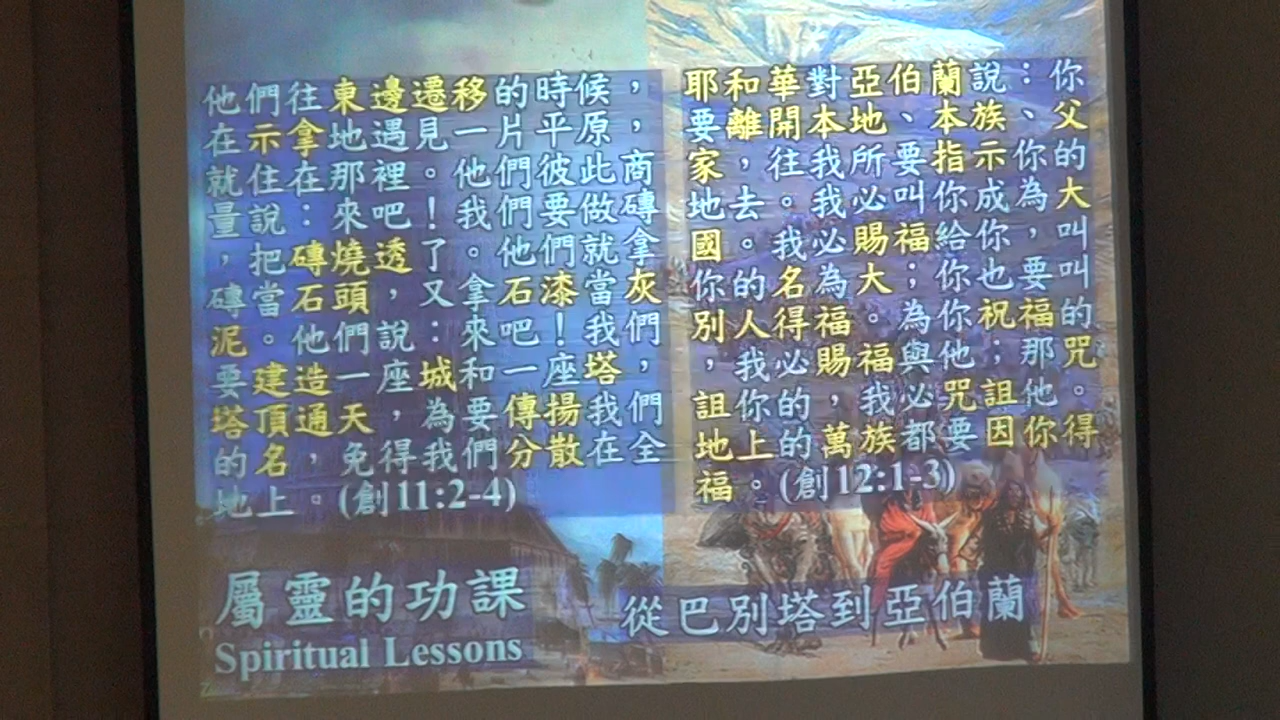 他們往東邊遷移的時候，
在示拿地遇見一片平原，
就住在那裡。他們彼此商
量說：來吧！我們要做磚
，把磚燒透了。他們就拿
磚當石頭，又拿石漆當灰
泥。他們說：來吧！我們
要建造一座城和一座塔，
塔頂通天，為要傳揚我們
的名，免得我們分散在全
地上。(創11:2-4)
耶和華對亞伯蘭說：你
要離開本地、本族、父
家，往我所要指示你的
地去。我必叫你成為大
國。我必賜福給你，叫
你的名為大；你也要叫
別人得福。為你祝福的
，我必賜福與他；那咒
詛你的，我必咒詛他。
地上的萬族都要因你得
福。(創12:1-3)
屬靈的功課
Spiritual Lessons
從巴別塔到亞伯蘭